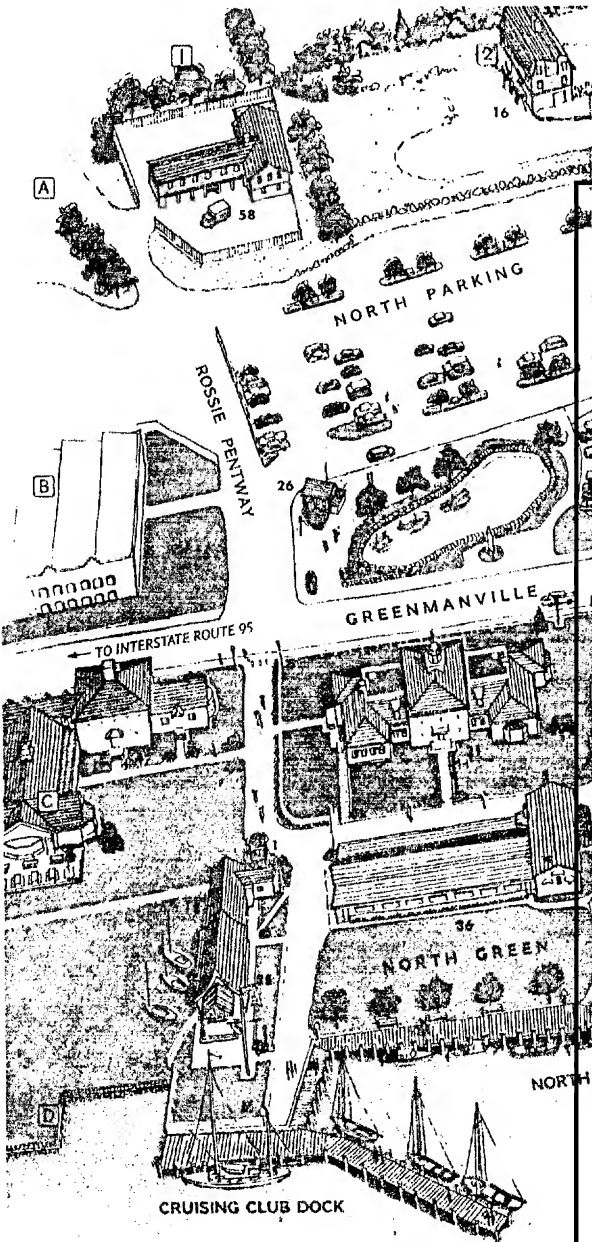 1
2
16
A
58
NORTH PARKING
ROSSIE PENTWAY
B
26
GREENMANVILLE
TO INTERSTATE ROUTE 95
C
36
NORTH GREEN
28
D
NORTH
CRUISING CLUB DOCK